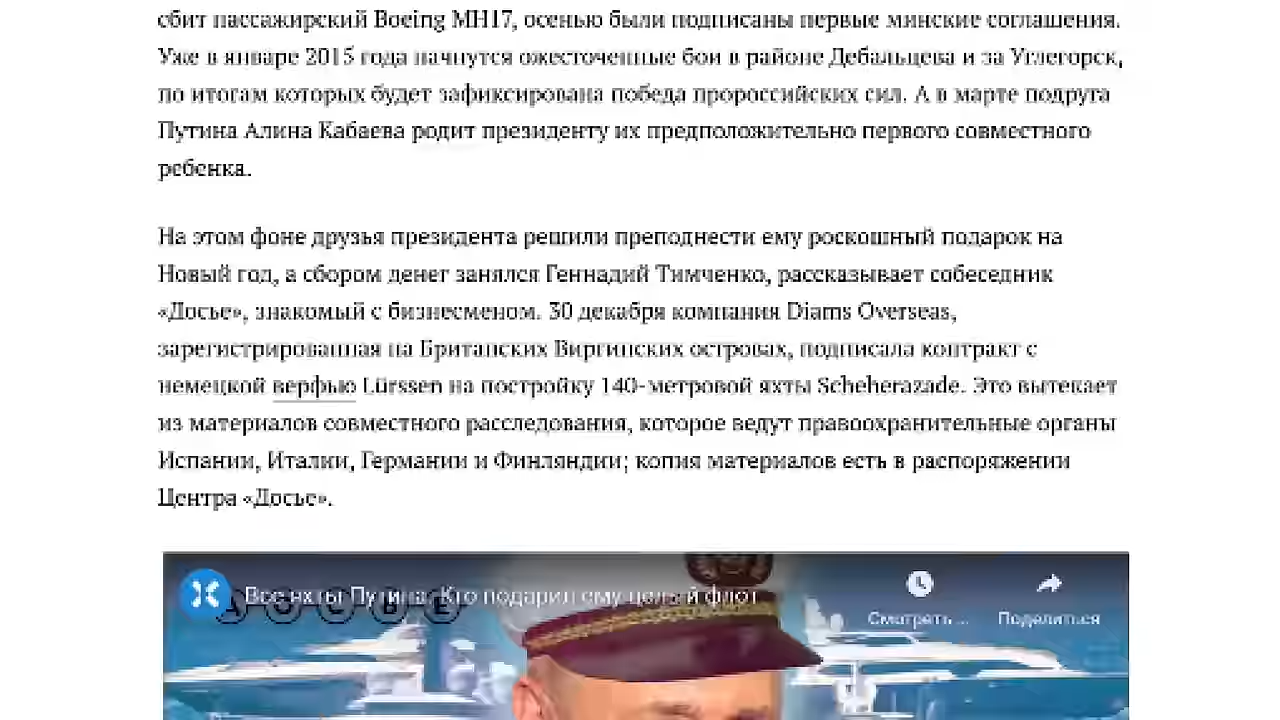 сбит пассажирский Boeing MH17, осенью были подписаны первые минские соглашения.
Уже в январе 2015 года начнутся ожесточенные бои в районе Дебальцева и за Углегорск,
по итогам которых будет зафиксирована победа пророссийских сил. А в марте подруга
Путина Алина Кабаева родит президенту их предположительно первого совместного
ребенка.
На этом фоне друзья президента решили преподнести ему роскошный подарок на
Новый год, а сбором денег занялся Геннадий Тимченко, рассказывает собеседник
«Досье», знакомый с бизнесменом. 30 декабря компания Diams Overseas,
зарегистрированная на Британских Виргинских островах, подписала контракт с
немецкой верфью Lürssen на постройку 140-метровой яхты Scheherazade. Это вытекает
из материалов совместного расследования, которое ведут правоохранительные органы
Испании, Италии, Германии и Финляндии; копия материалов есть в распоряжении
Центра «Досье».
Все яхты Путина. Кто подарил ему целый флот
ДОСЬЕ
Смотреть ...
Поделиться